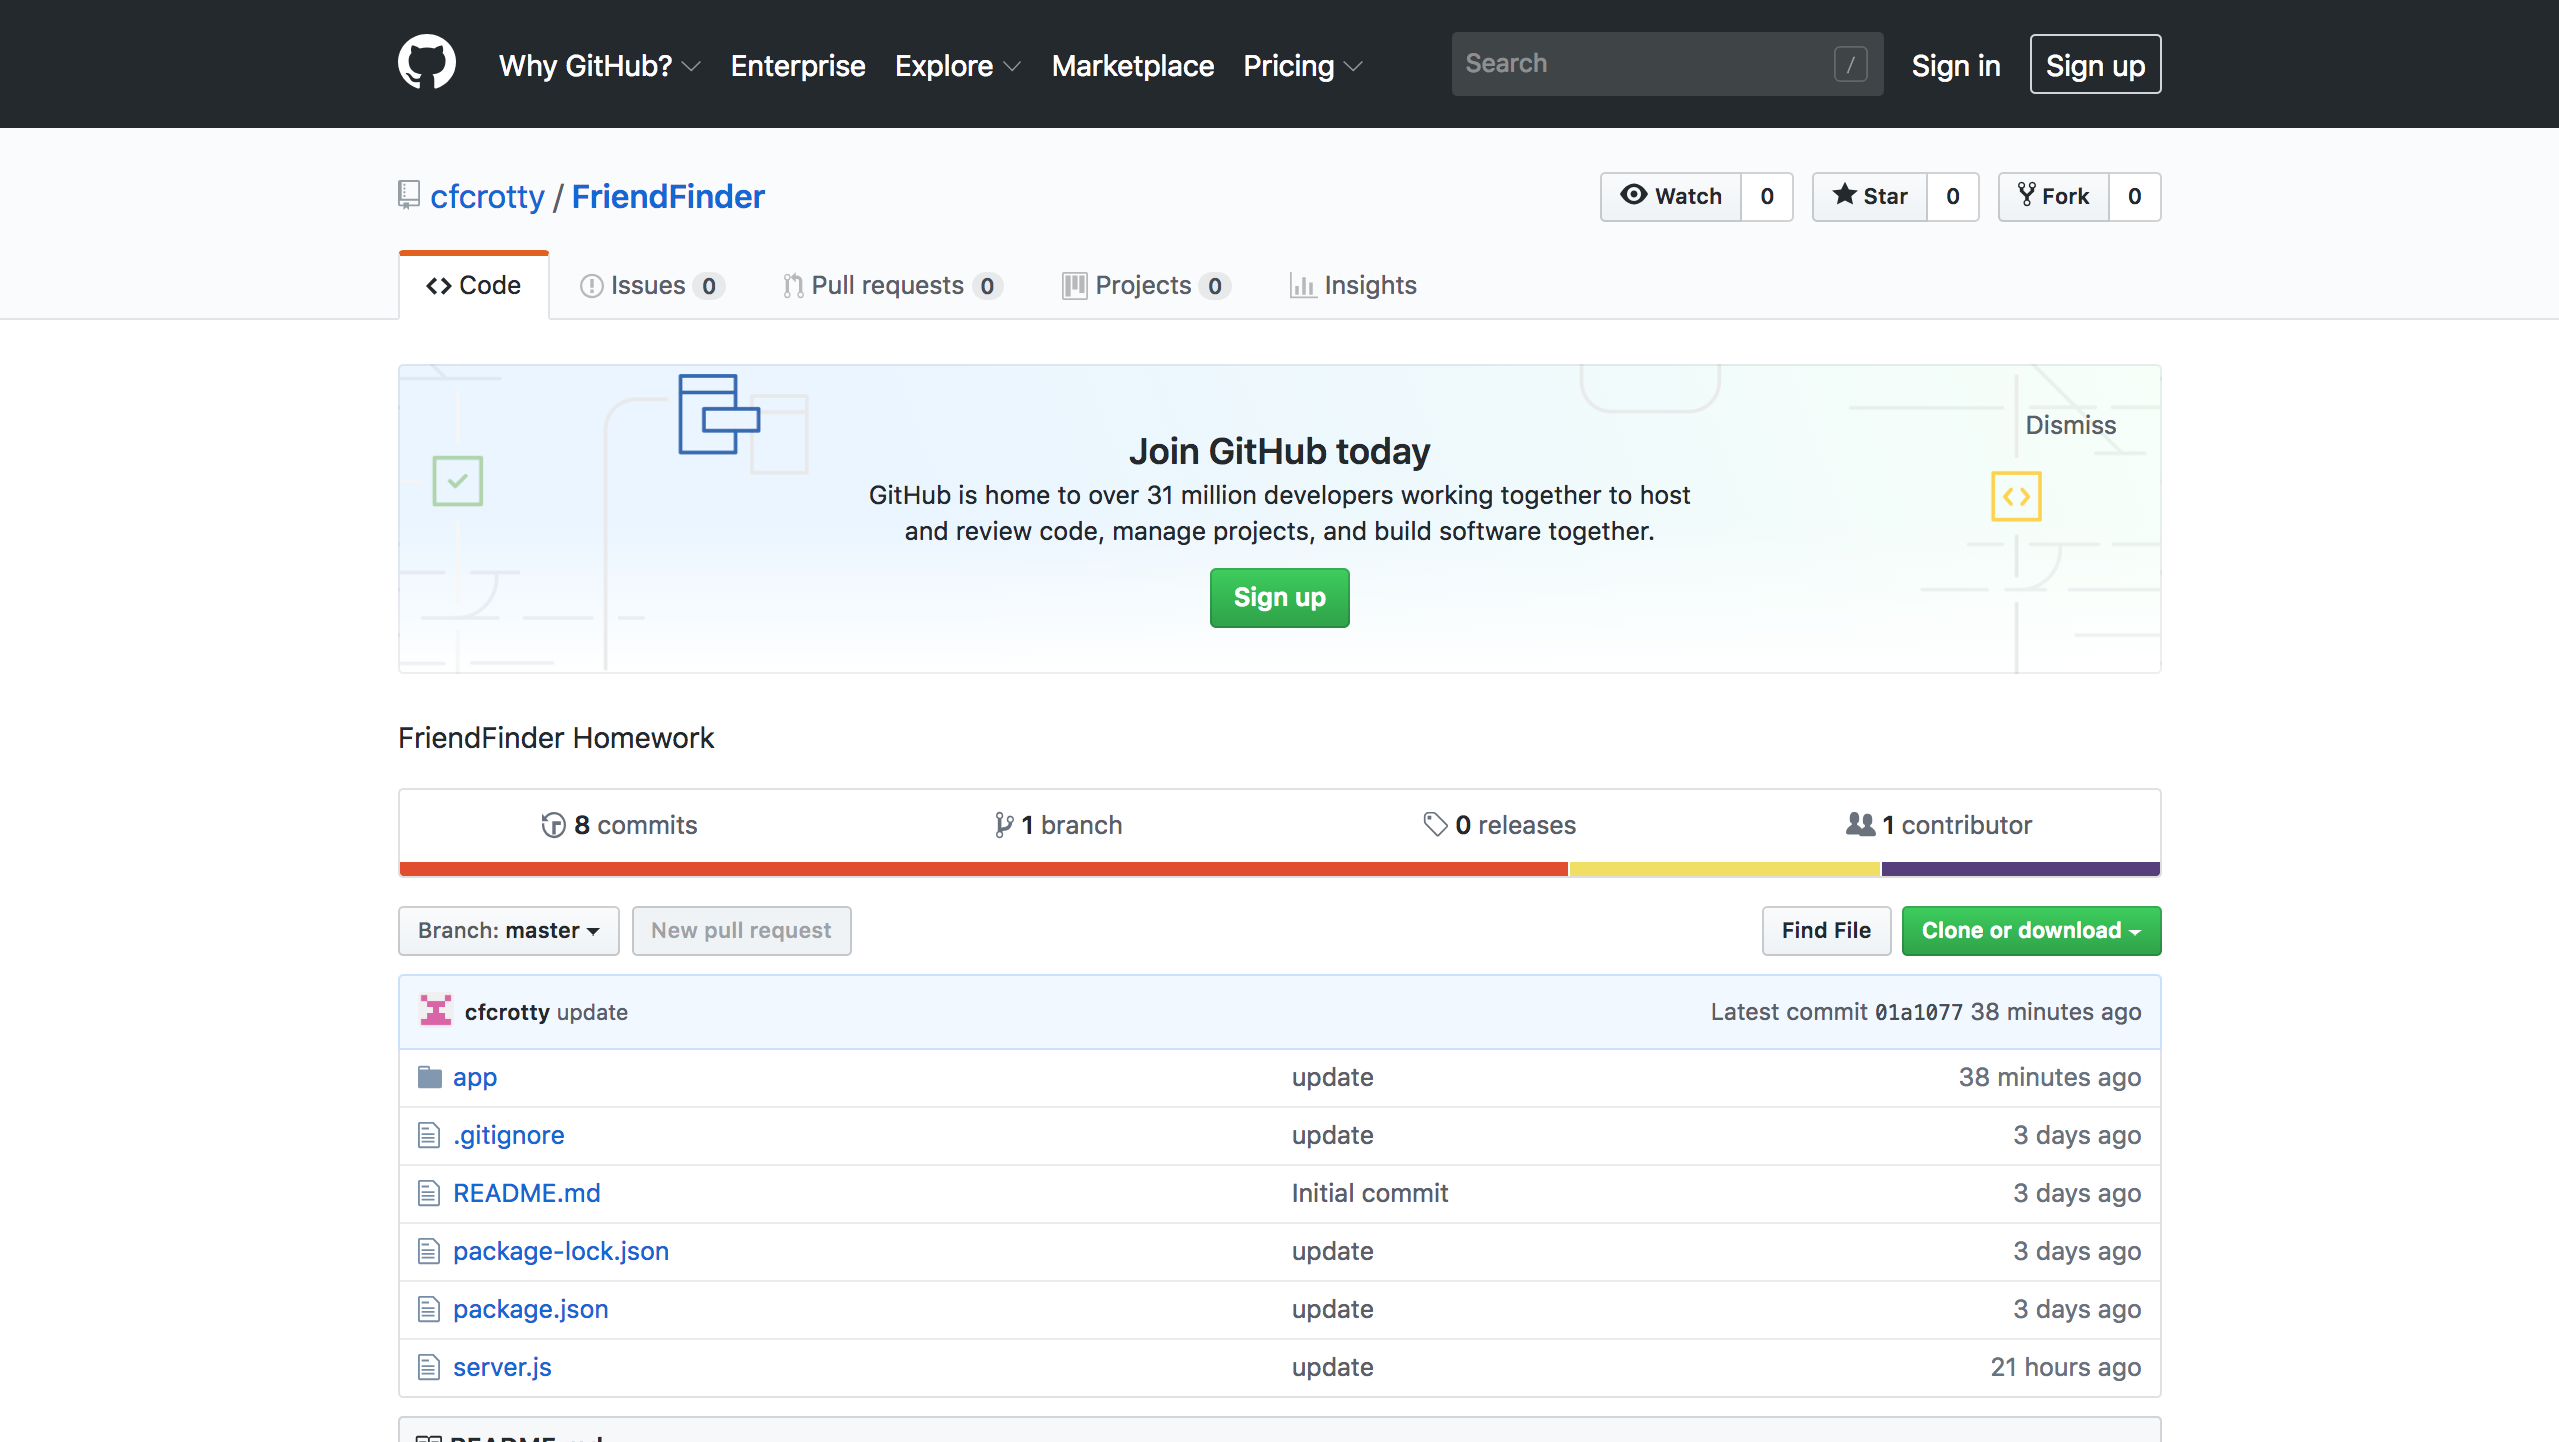 Why GitHub? Enterprise Explore Marketplace Pricing Search / Sign in Sign up
cfcrotty / FriendFinder Watch 0 Star 0 Fork 0
Code Issues 0 Pull requests 0 Projects 0 Insights
Dismiss
Join GitHub today
GitHub is home to over 31 million developers working together to host
and review code, manage projects, and build software together.
Sign up
FriendFinder Homework
8 commits 1 branch 0 releases 1 contributor
Branch: master New pull request Find File Clone or download
cfcrotty update Latest commit 01a1077 38 minutes ago
app update 38 minutes ago
.gitignore update 3 days ago
README.md Initial commit 3 days ago
package-lock.json update 3 days ago
package.json update 3 days ago
server.js update 21 hours ago
README.md